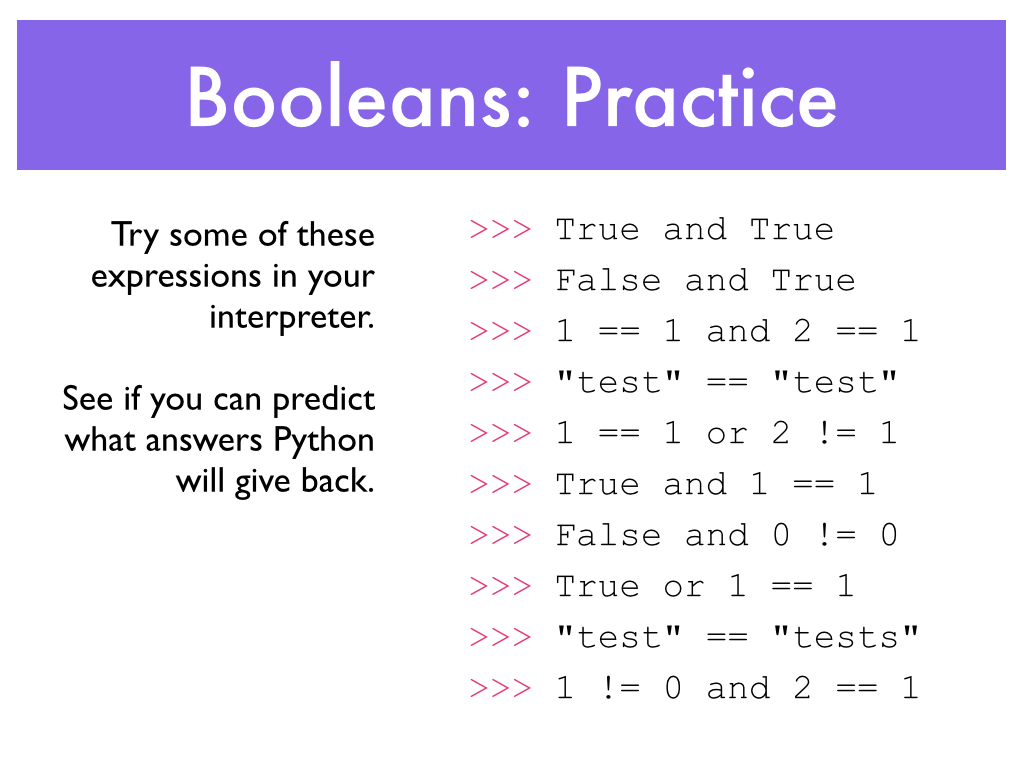 Booleans: Practice
Try some of these
expressions in your
interpreter.
See if you can predict
what answers Python
will give back.
>>> True and True
>>> False and True
>>> 1 == 1 and 2 == 1
>>> "test" == "test"
>>> 1 == 1 or 2 != 1
>>> True and 1 == 1
>>> False and 0 != 0
>>> True or 1 == 1
>>> "test" == "tests"
>>> 1 != 0 and 2 == 1